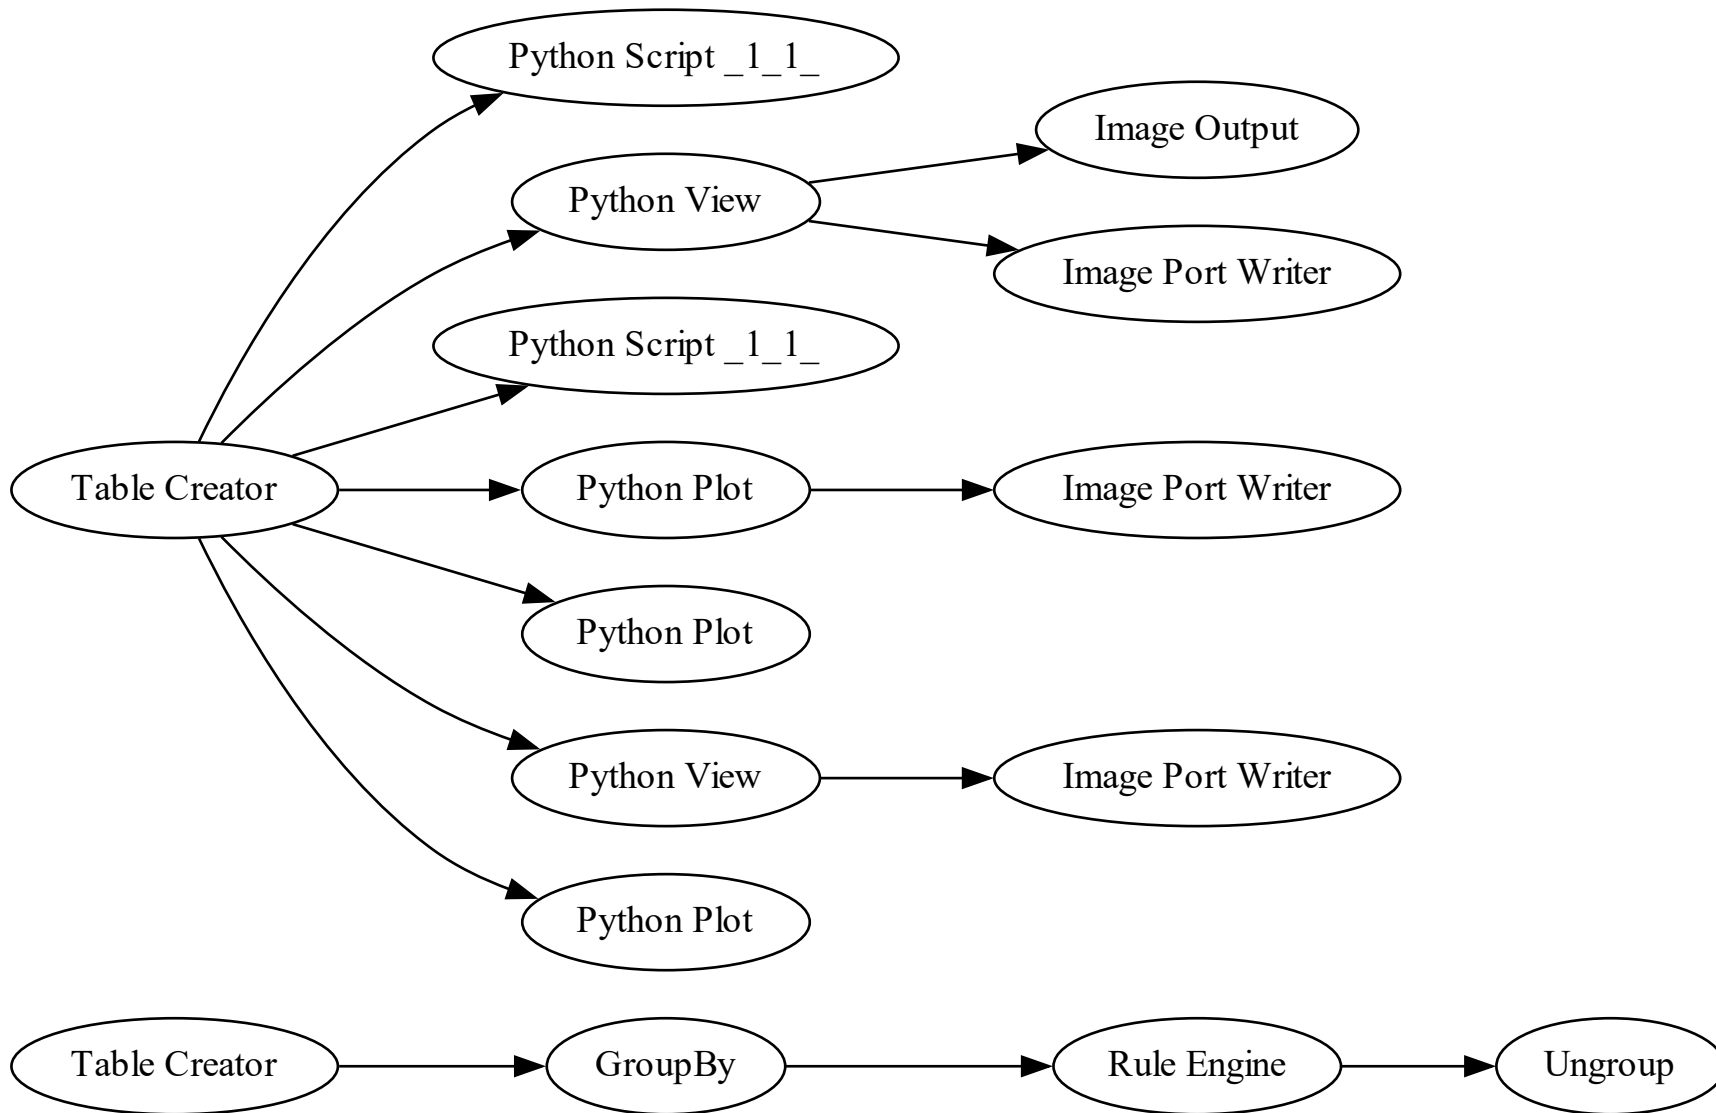 Python Script _1_1_
Image Output
Python View
Image Port Writer
Python Script _1_1_
Table Creator
Python Plot
Image Port Writer
Python Plot
Python View
Image Port Writer
Python Plot
Table Creator
GroupBy
Rule Engine
Ungroup